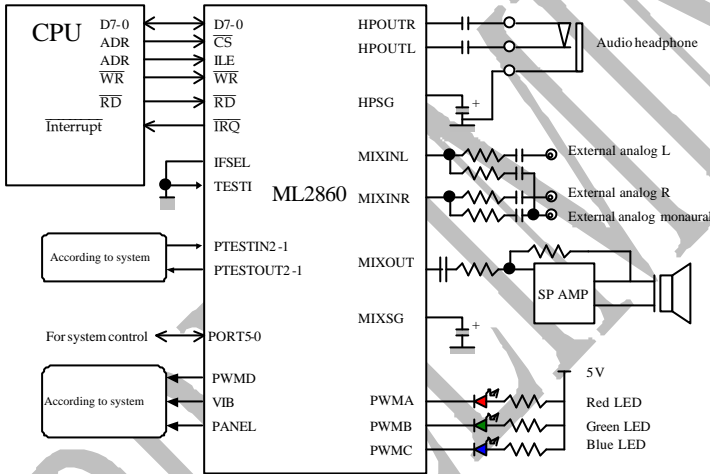 CPU
D7-0
ADR
ADR
WR
RD
Interrupt
D7-0
CS
ILE
WR
RD
IRQ
IFSEL
TESTI
ML2860
According to system
PTESTIN2-1
PTESTOUT2-1
For system control
PORT5-0
According to system
PWMD
VIB
PANEL
HPOUTR
HPOUTL
Audio headphone
HPSG
+
MIXINL
External analog L
MIXINR
External analog R
External analog monaural
MIXOUT
SP AMP
MIXSG
+
5V
PWMA
Red LED
PWMB
Green LED
PWMC
Blue LED